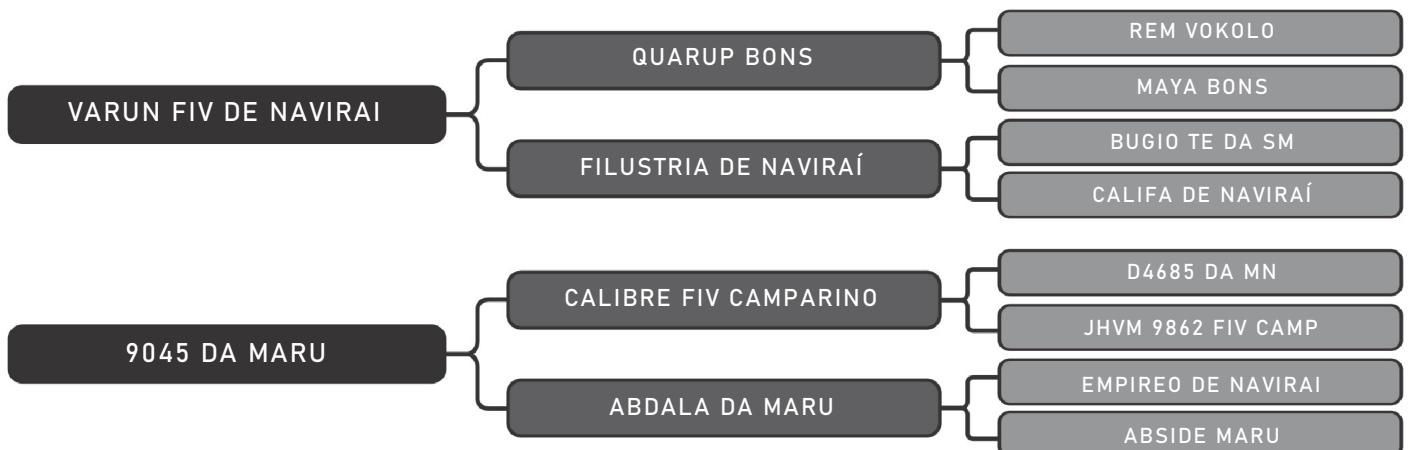 REM VOKOLO
QUARUP BONS
MAYA BONS
VARUN FIV DE NAVIRAI
BUGIO TE DA SM
FILUSTRIA DE NAVIRAÍ
CALIFA DE NAVIRAÍ
D4685 DA MN
CALIBRE FIV CAMPARINO
JHVM 9862 FIV CAMP
9045 DA MARU
EMPIREO DE NAVIRAI
ABDALA DA MARU
ABSIDE MARU